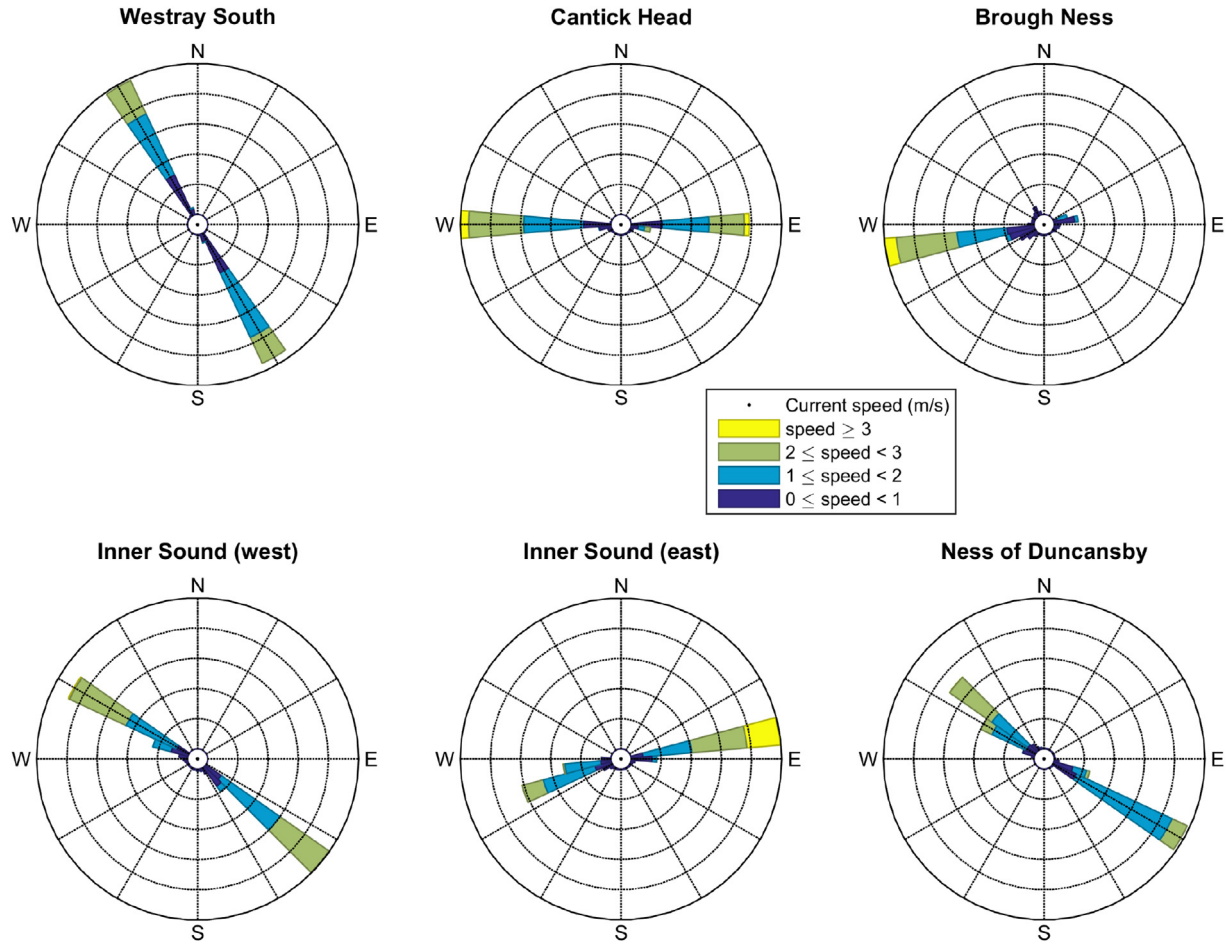 Westray South
Cantick Head
Brough Ness
N
N
N
W
E
W
E
W
E
S
S
S
Current speed (m/s)
speed ≥ 3
2 ≤ speed < 3
1 ≤ speed < 2
0 ≤ speed < 1
Inner Sound (west)
Inner Sound (east)
Ness of Duncansby
N
N
N
W
E
W
E
W
E
S
S
S